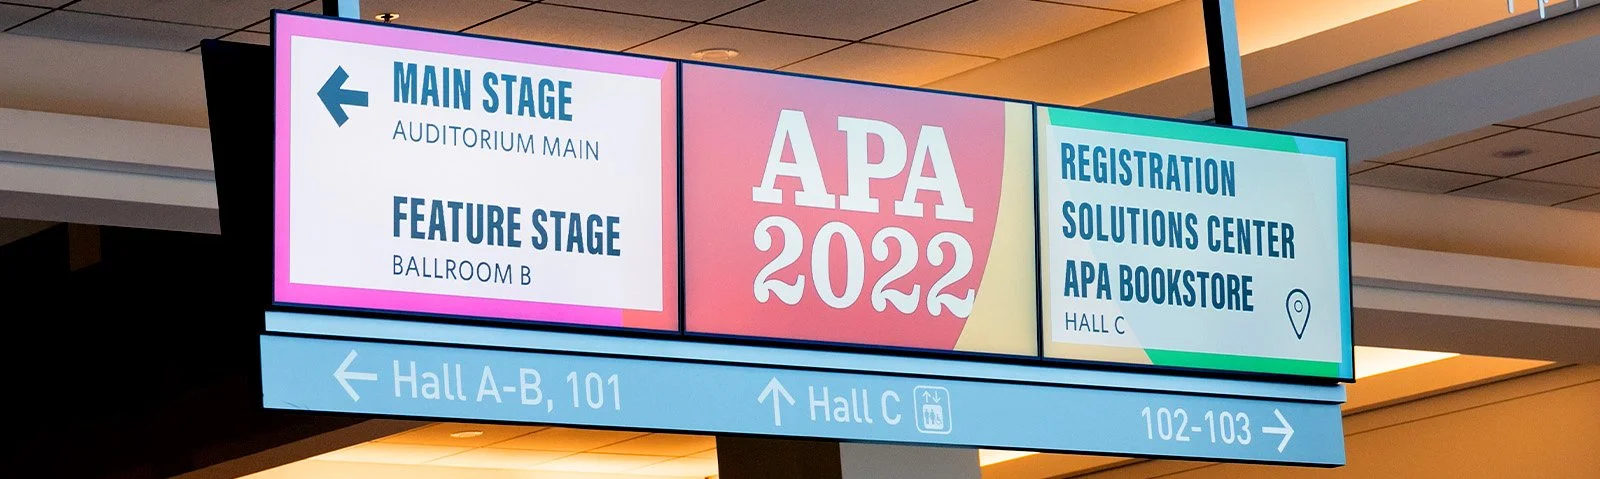 MAIN STAGE
AUDITORIUM MAIN
FEATURE STAGE
BALLROOM B
APA
2022
REGISTRATION
SOLUTIONS CENTER
APA BOOKSTORE
HALL C
← Hall A-B, 101
↑ Hall C
102-103 →